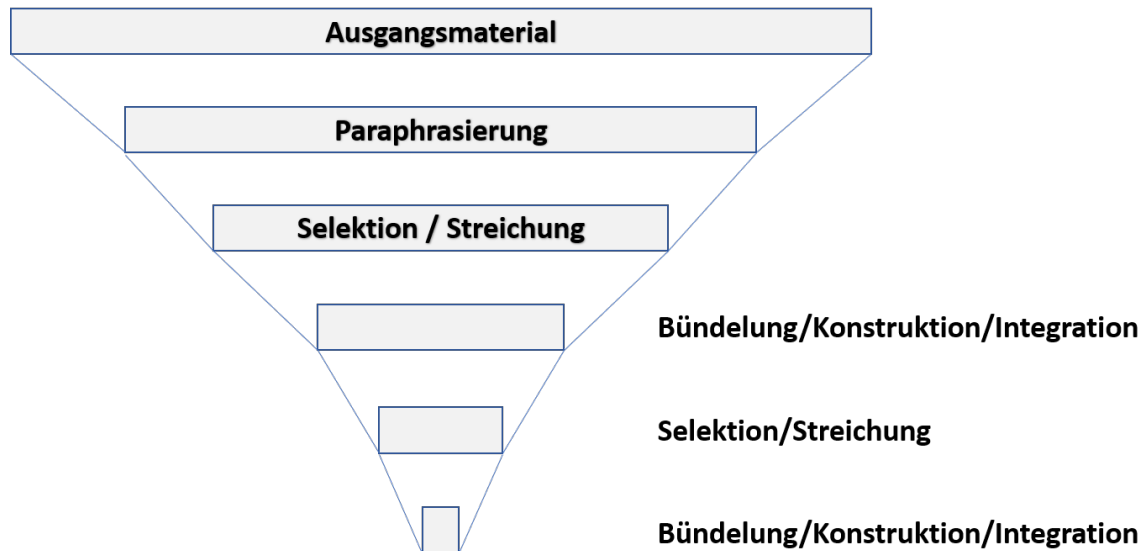 Ausgangsmaterial
Paraphrasierung
Selektion / Streichung
Bündelung/Konstruktion/Integration
Selektion/Streichung
Bündelung/Konstruktion/Integration